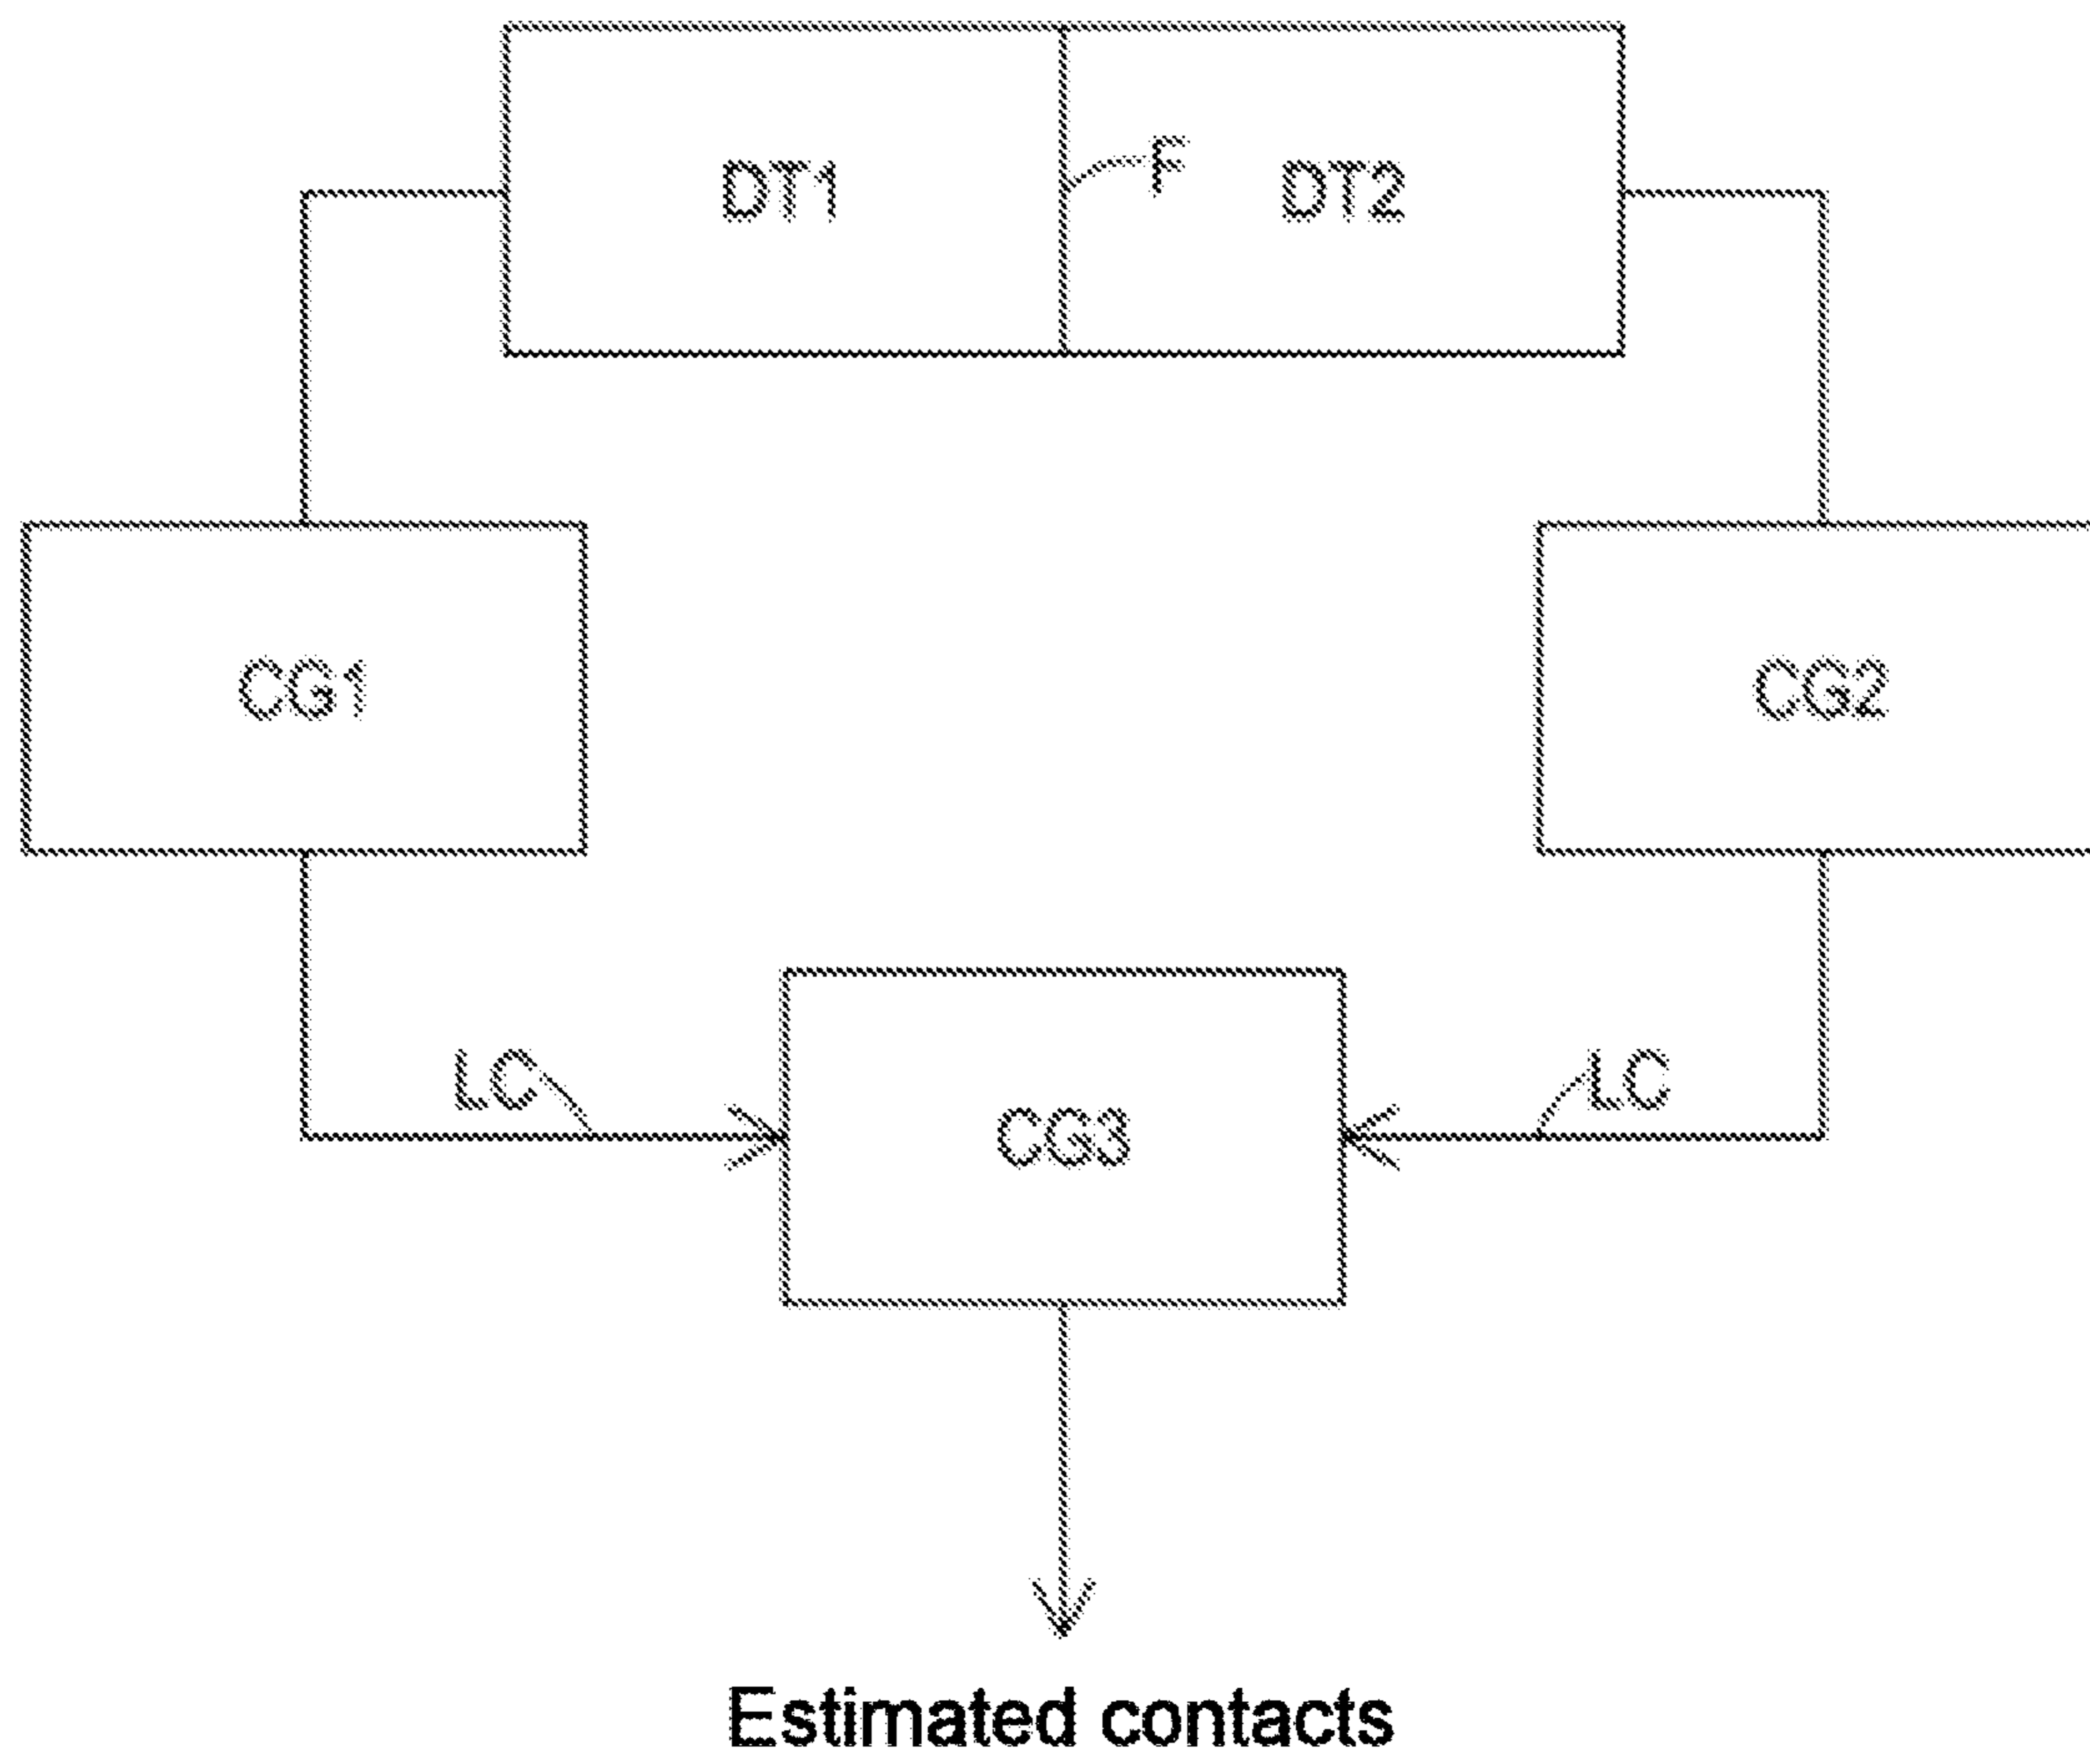 DT1
F
DT2
CG1
CG2
LC
CG3
LC
Estimated contacts